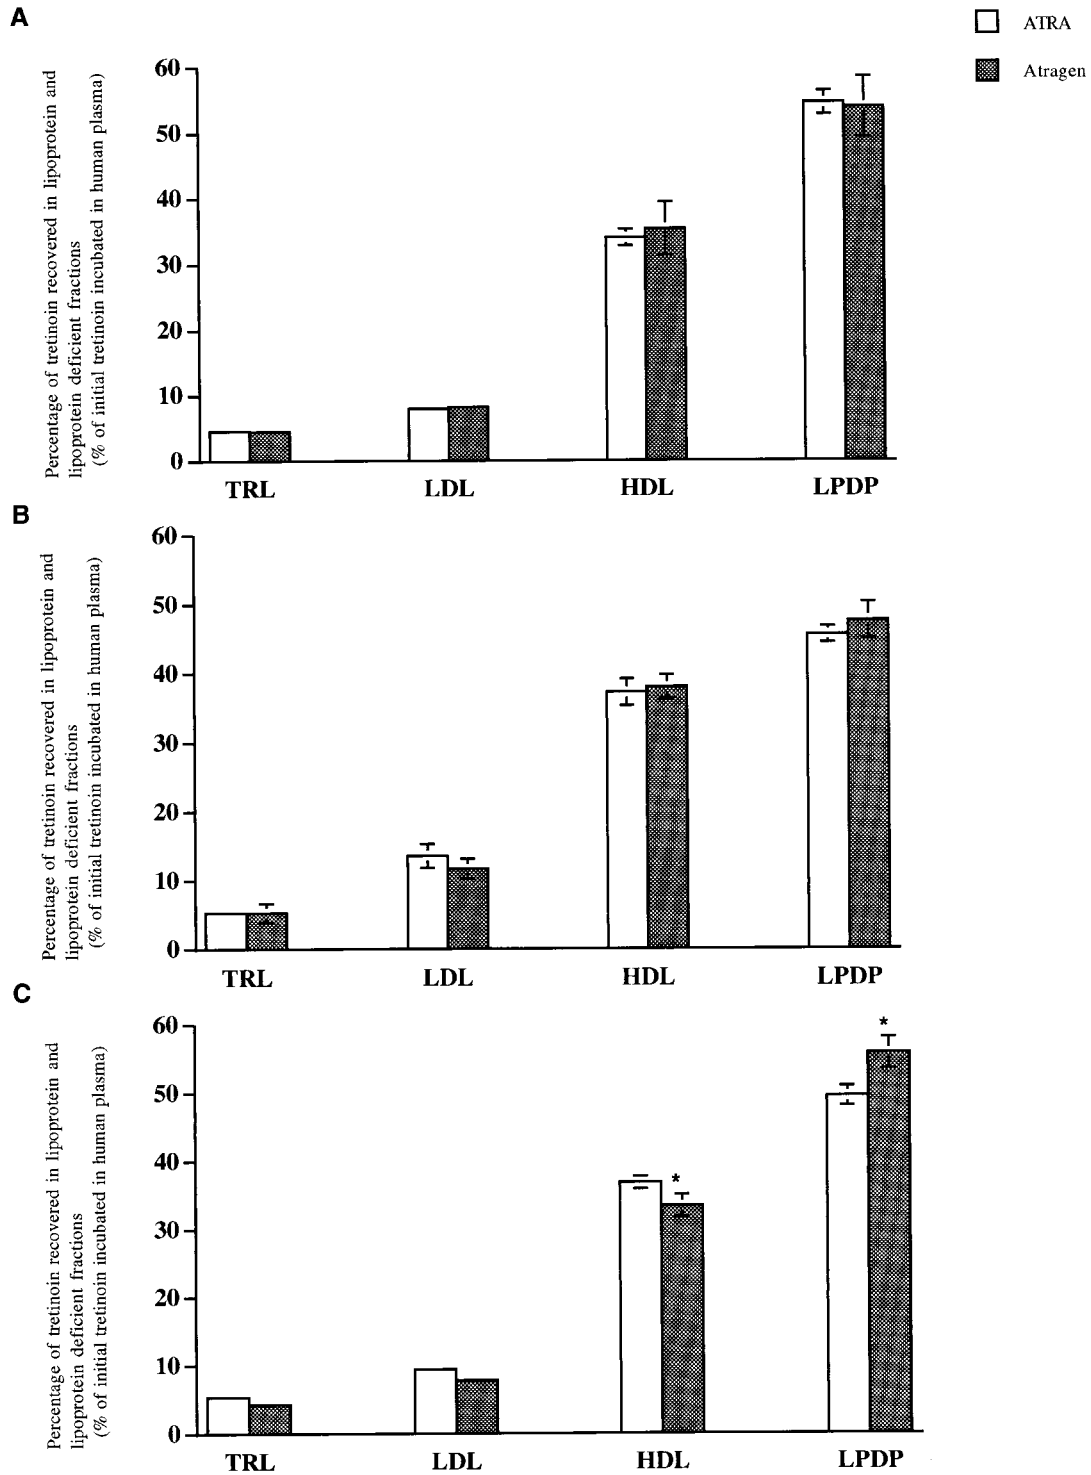 A
ATRA
Atragen
Percentage of tretinoin recovered in lipoprotein and
lipoprotein deficient fractions
(% of initial tretinoin incubated in human plasma)
60
50
40
30
20
10
0
TRL LDL HDL LPDP
B
Percentage of tretinoin recovered in lipoprotein and
lipoprotein deficient fractions
(% of initial tretinoin incubated in human plasma)
60
50
40
30
20
10
0
TRL LDL HDL LPDP
C
Percentage of tretinoin recovered in lipoprotein and
lipoprotein deficient fractions
(% of initial tretinoin incubated in human plasma)
60
50
40
30
20
10
0
*
*
TRL LDL HDL LPDP